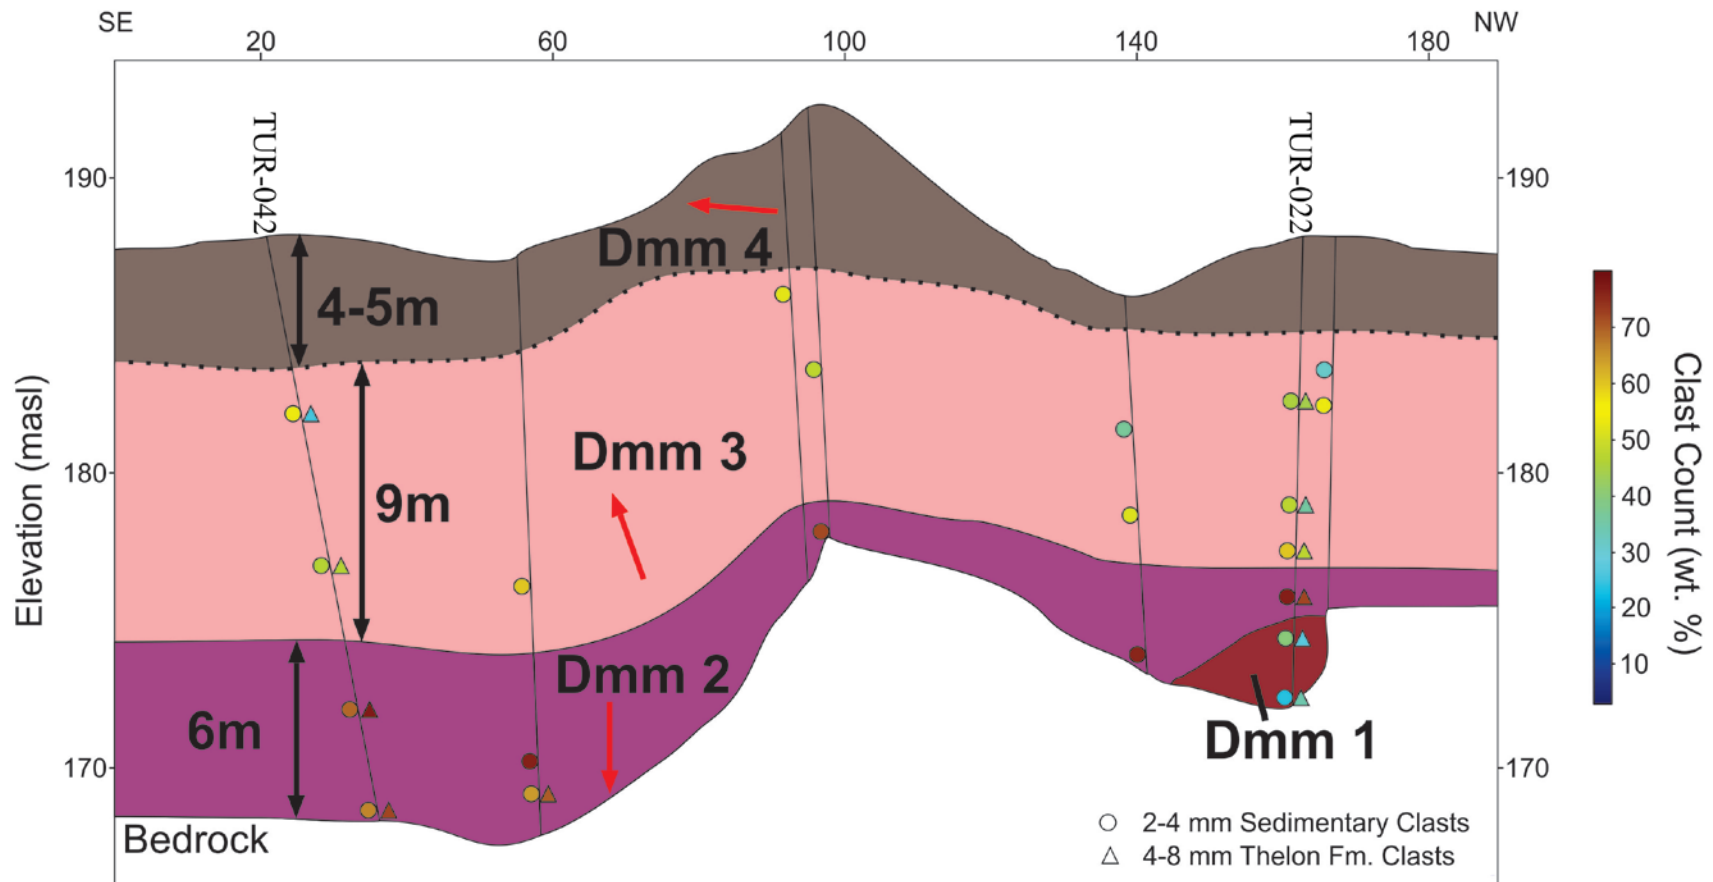 SE
NW
20 60 100 140 180
TUR-042
TUR-022
190
190
Dmm 4
4-5m
Dmm 3
180
180
9m
Dmm 2
6m
Dmm 1
170
170
Bedrock
Elevation (masl)
2-4 mm Sedimentary Clasts
4-8 mm Thelon Fm. Clasts
70
60
50
40
30
20
10
Clast Count (wt. %)